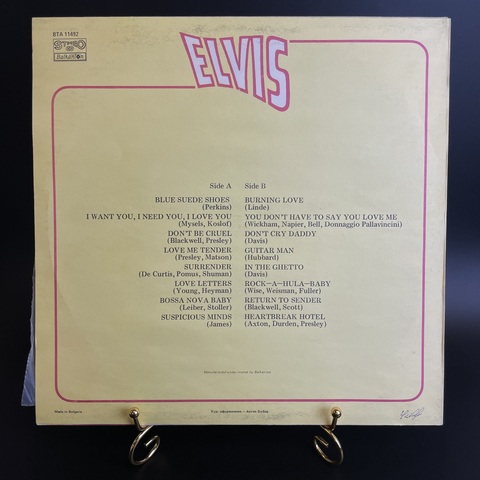 BTA 11492
ELVIS
STEREO
Balkanton
Side A
BLUE SUEDE SHOES
(Perkins)
I WANT YOU, I NEED YOU, I LOVE YOU
(Mysels, Koslof)
DON'T BE CRUEL
(Blackwell, Presley)
LOVE ME TENDER
(Presley, Matson)
SURRENDER
(De Curtis, Pomus, Shuman)
LOVE LETTERS
(Young, Heyman)
BOSSA NOVA BABY
(Leiber, Stoller)
SUSPICIOUS MINDS
(James)
Side B
BURNING LOVE
(Linde)
YOU DON'T HAVE TO SAY YOU LOVE ME
(Wickham, Napier, Bell, Donnaggio Pallavincini)
DON'T CRY DADDY
(Davis)
GUITAR MAN
(Hubbard)
IN THE GHETTO
(Davis)
ROCK—A—HULA—BABY
(Wise, Weisman, Fuller)
RETURN TO SENDER
(Blackwell, Scott)
HEARTBREAK HOTEL
(Axton, Durden, Presley)
Made in Bulgaria